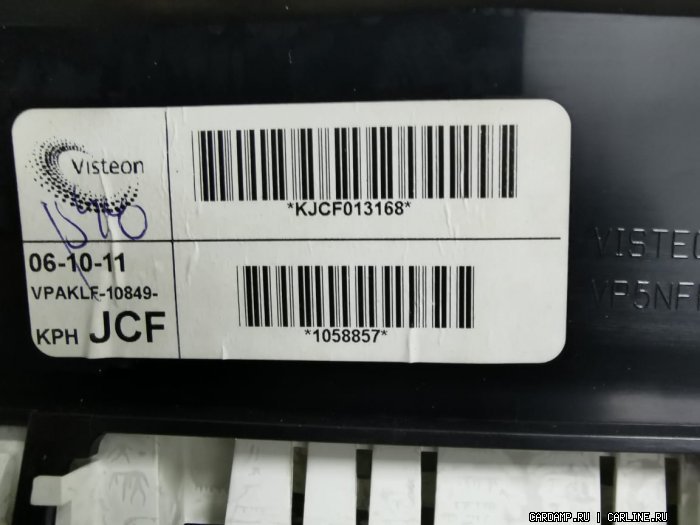 Visteon
*KJCF013168*
06-10-11
VPAKLF-10849-
KPH JCF
*1058857*
VISTEO
VP5NF
CARDAMP.RU | CARLINE.RU